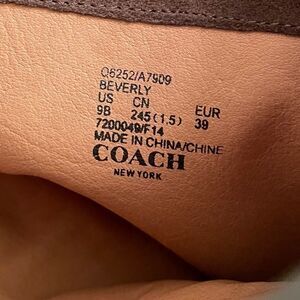 Q6252/A7909
BEVERLY
US CN EUR
9B 245(1,5) 39
7200049/F14
MADE IN CHINA/CHINE
COACH
NEW YORK